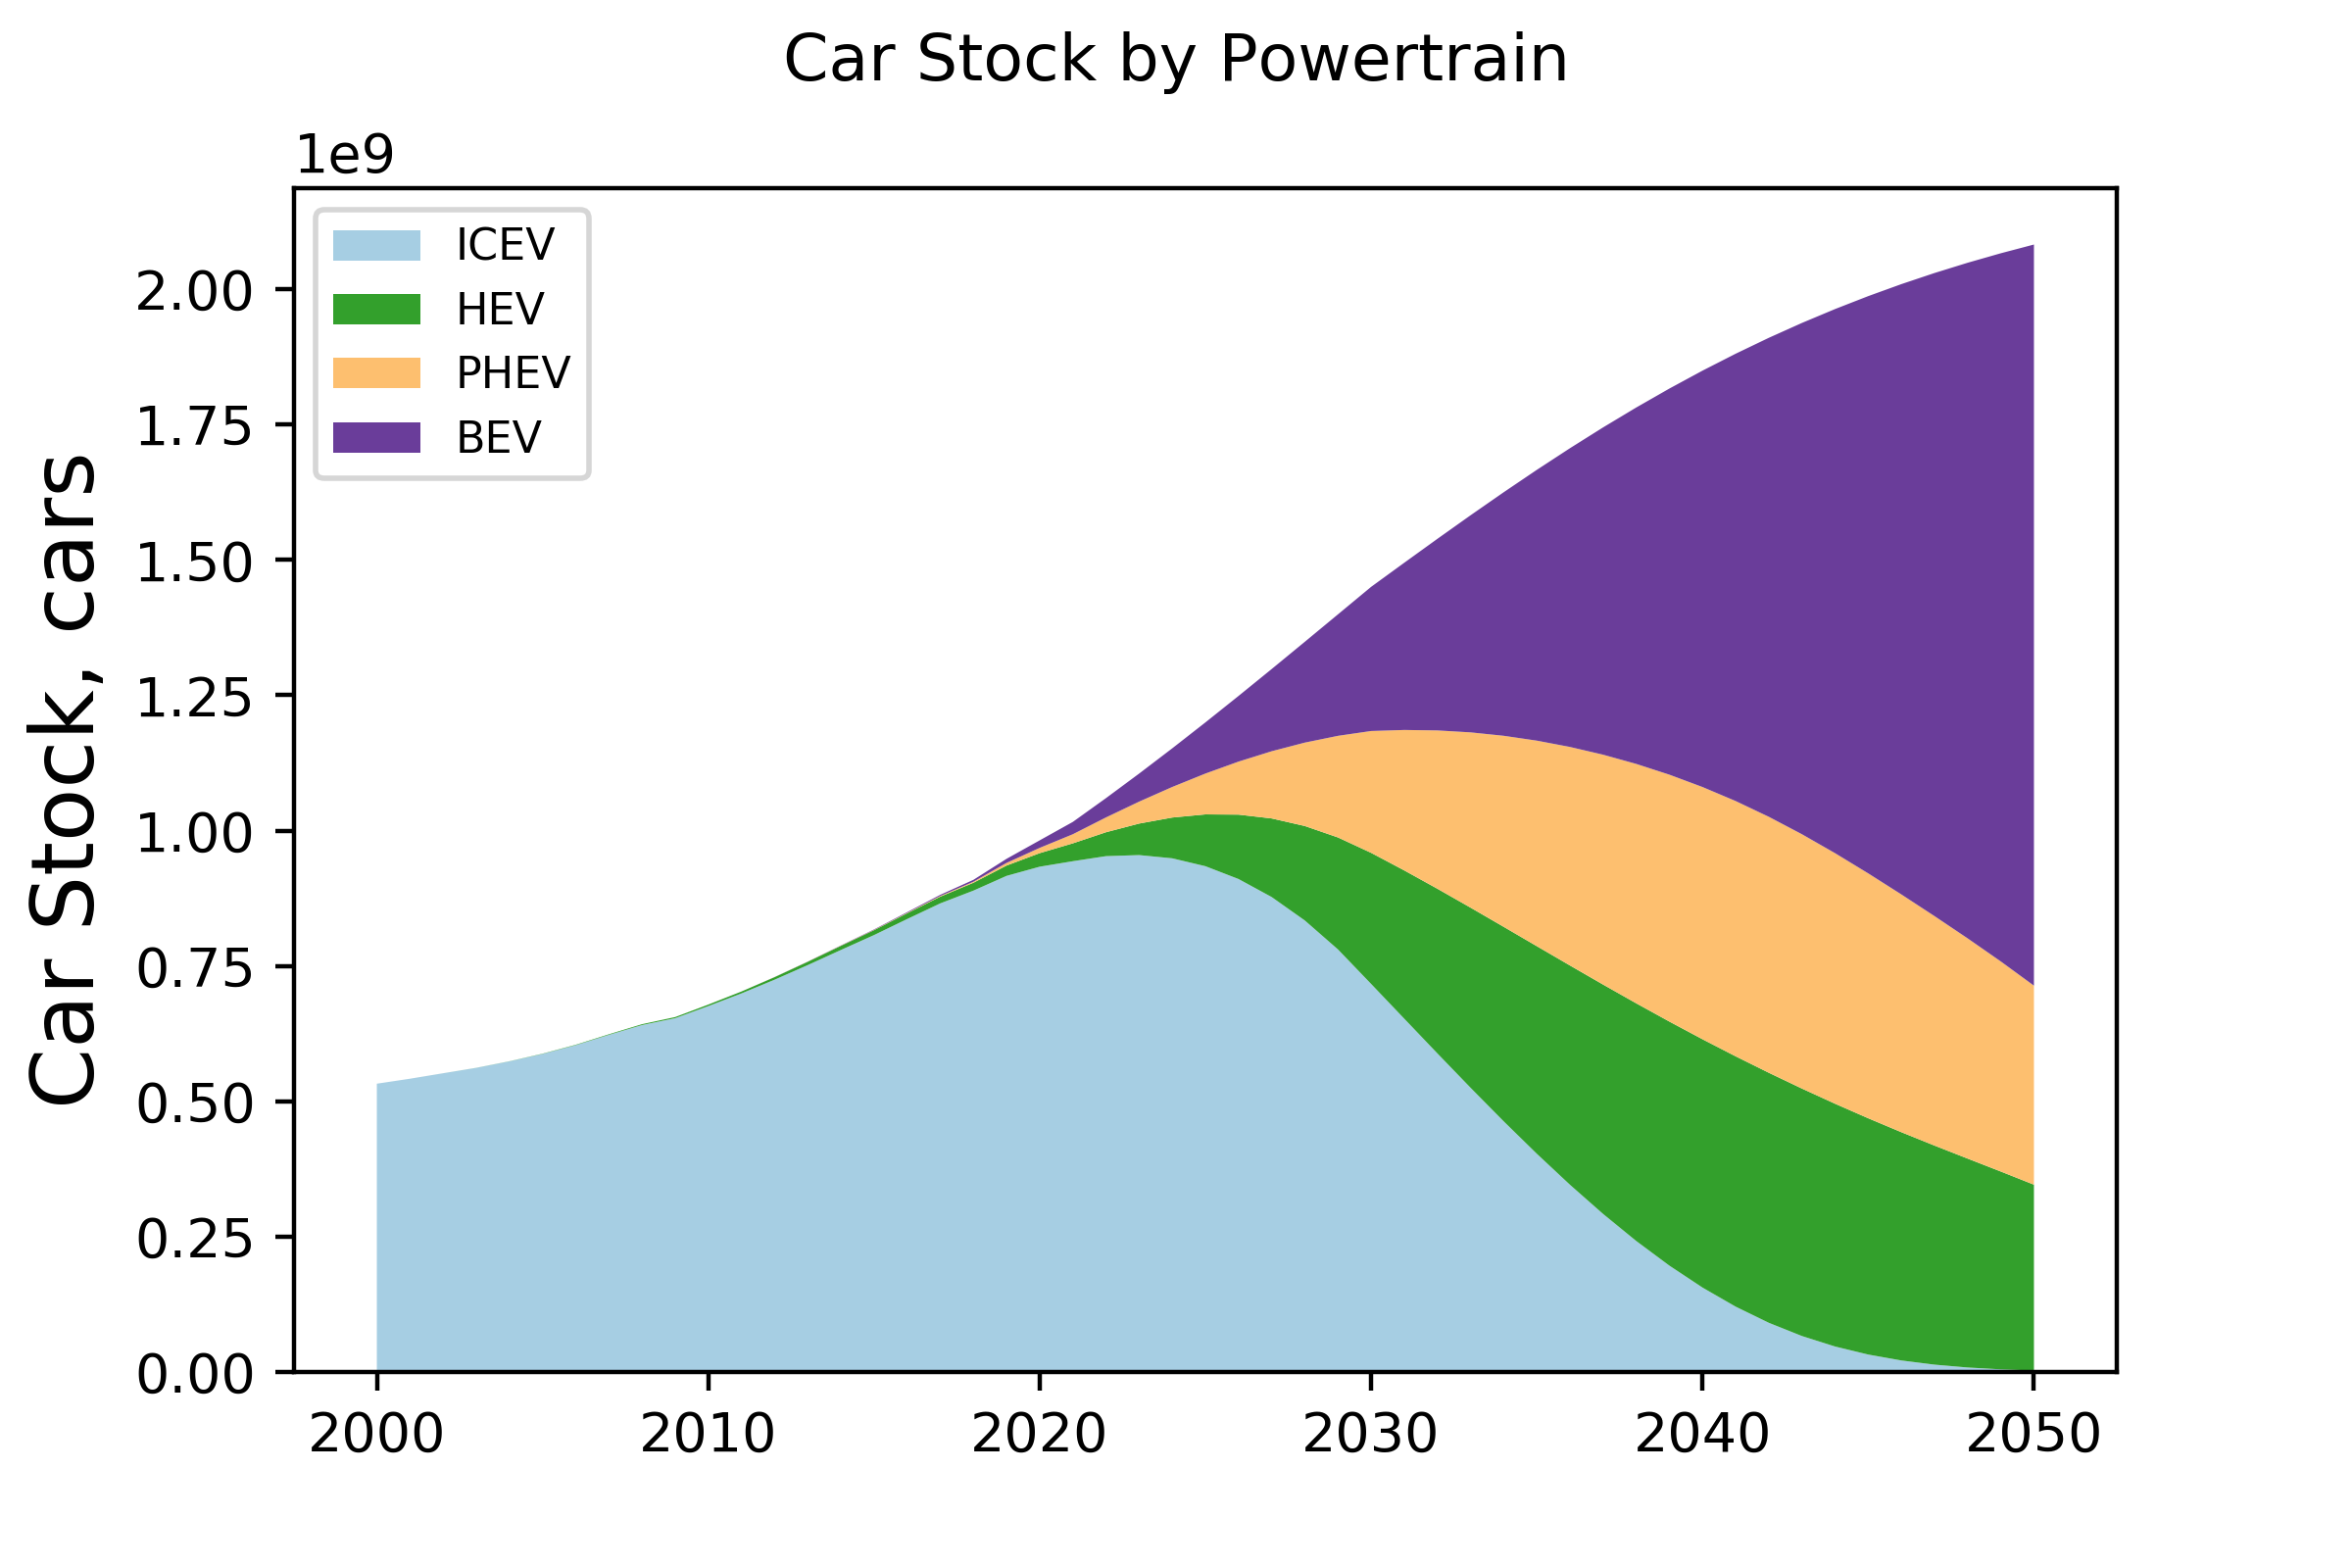 Car Stock by Powertrain
1e9
ICEV
HEV
PHEV
BEV
Car Stock, cars
2.00
1.75
1.50
1.25
1.00
0.75
0.50
0.25
0.00
2000 2010 2020 2030 2040 2050